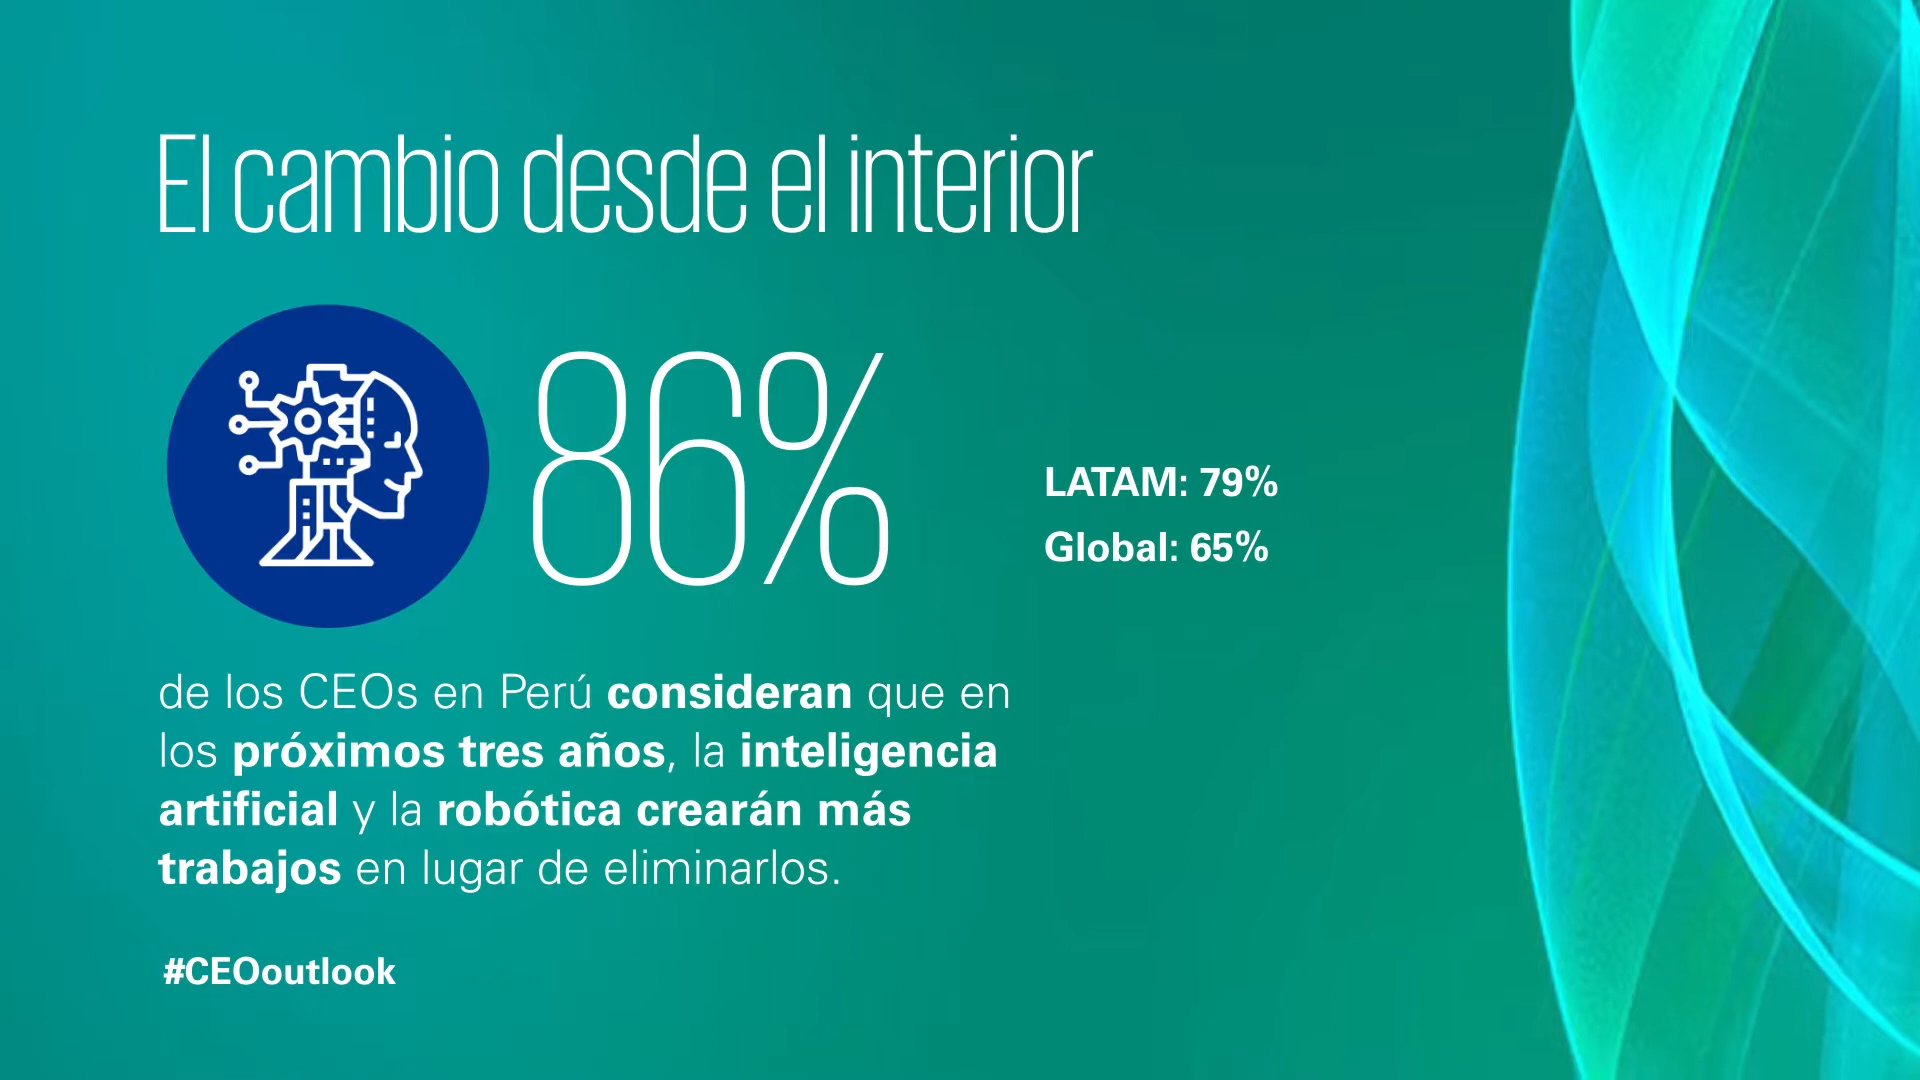 El cambio desde el interior
86%
LATAM: 79%
Global: 65%
de los CEOs en Perú consideran que en
los próximos tres años, la inteligencia
artificial y la robótica crearán más
trabajos en lugar de eliminarlos.
#CEOoutlook